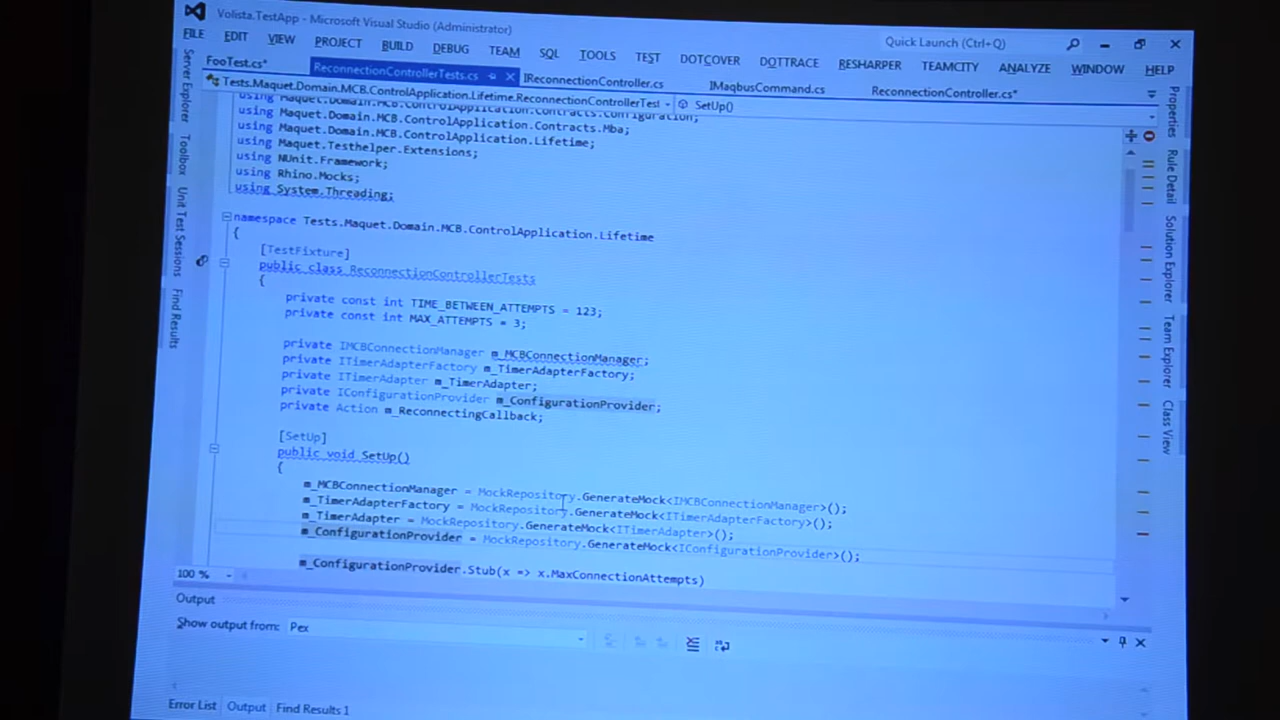 Volista.TestApp - Microsoft Visual Studio (Administrator)
Quick Launch (Ctrl+Q)
FILE EDIT VIEW PROJECT BUILD DEBUG TEAM SQL TOOLS TEST DOTCOVER DOTTRACE RESHARPER TEAMCITY ANALYZE WINDOW HELP
FooTest.cs* ReconnectionControllerTests.cs IReconnectionController.cs IMaqbusCommand.cs ReconnectionController.cs*
Tests.Maquet.Domain.MCB.ControlApplication.Lifetime.ReconnectionControllerTest SetUp()
using Maquet.Domain.MCB.ControlApplication.Contracts.Configuration;
using Maquet.Domain.MCB.ControlApplication.Contracts.Mba;
using Maquet.Domain.MCB.ControlApplication.Lifetime;
using Maquet.Testhelper.Extensions;
using NUnit.Framework;
using Rhino.Mocks;
using System.Threading;
namespace Tests.Maquet.Domain.MCB.ControlApplication.Lifetime
{
[TestFixture]
public class ReconnectionControllerTests
{
private const int TIME_BETWEEN_ATTEMPTS = 123;
private const int MAX_ATTEMPTS = 3;
private IMCBConnectionManager m_MCBConnectionManager;
private ITimerAdapterFactory m_TimerAdapterFactory;
private ITimerAdapter m_TimerAdapter;
private IConfigurationProvider m_ConfigurationProvider;
private Action m_ReconnectingCallback;
[SetUp]
public void SetUp()
{
m_MCBConnectionManager = MockRepository.GenerateMock<IMCBConnectionManager>();
m_TimerAdapterFactory = MockRepository.GenerateMock<ITimerAdapterFactory>();
m_TimerAdapter = MockRepository.GenerateMock<ITimerAdapter>();
m_ConfigurationProvider = MockRepository.GenerateMock<IConfigurationProvider>();
m_ConfigurationProvider.Stub(x => x.MaxConnectionAttempts)
100 %
Output
Show output from: Pex
Error List Output Find Results 1
Server Explorer
Toolbox
Unit Test Sessions
Find Results
Properties
Rule Detail
Solution Explorer
Team Explorer
Class View